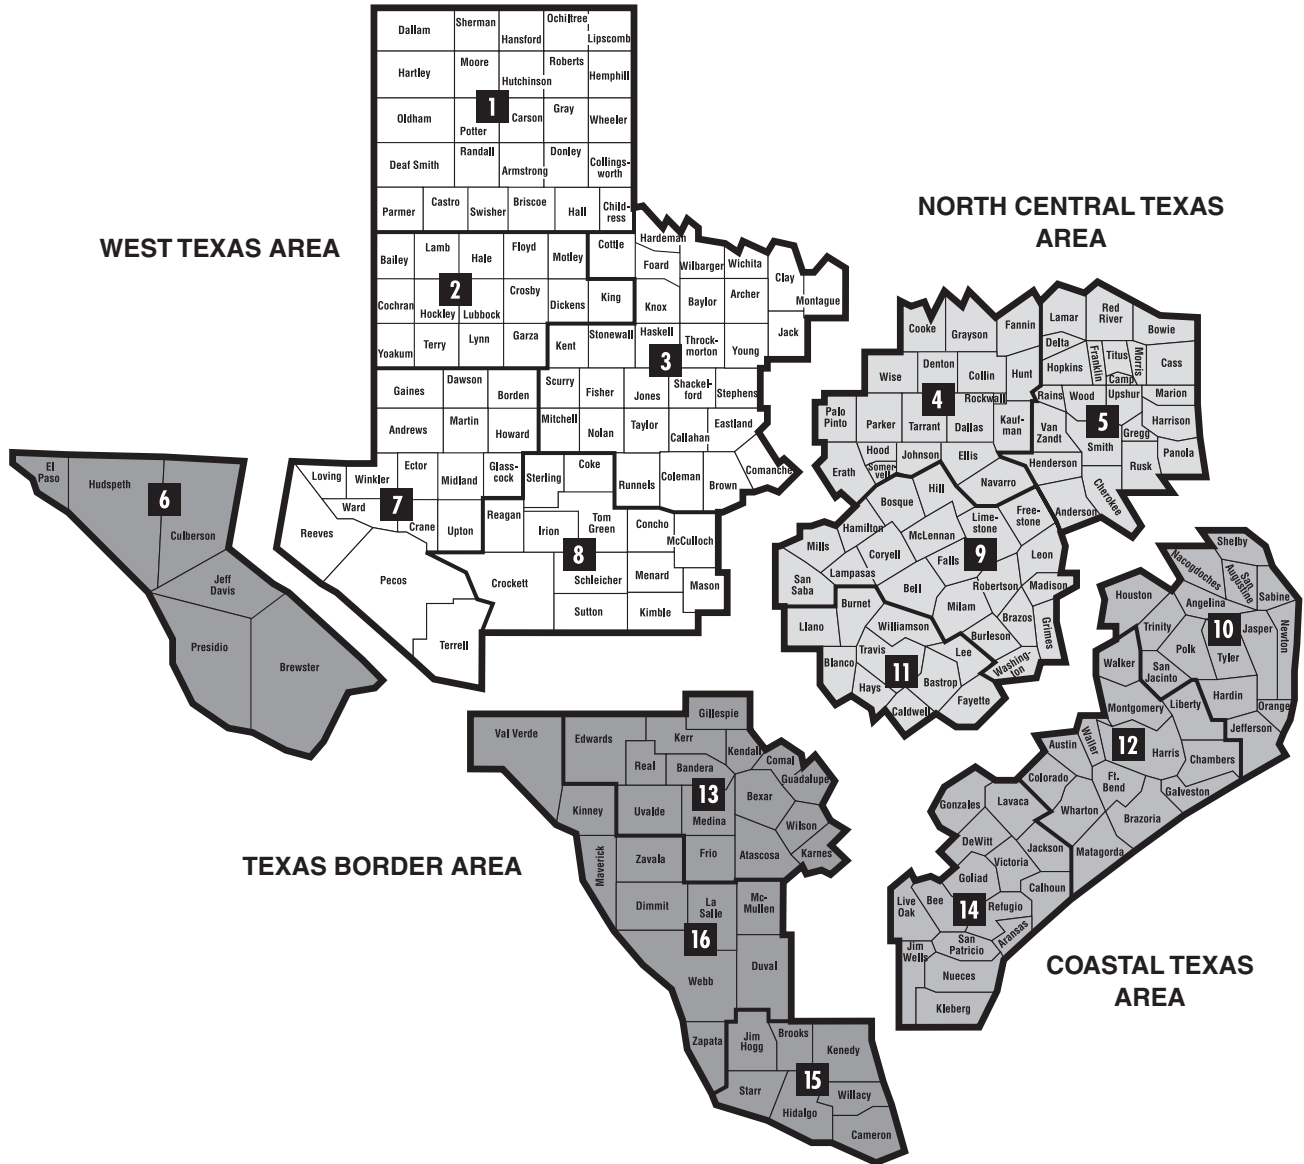 Dallam
Sherman
Hansford
Ochiltree
Lipscomb
Hartley
Moore
Hutchinson
Roberts
Hemphill
1
Oldham
Potter
Carson
Gray
Wheeler
Deaf Smith
Randall
Armstrong
Donley
Collings-
worth
Parmer
Castro
Swisher
Briscoe
Hall
Child-
ress
WEST TEXAS AREA
Bailey
Lamb
Hale
Floyd
Motley
2
Cochran
Hockley
Lubbock
Crosby
Dickens
King
Yoakum
Terry
Lynn
Garza
Cottle
Hardeman
Foard
Wilbarger
Wichita
Clay
Montague
Knox
Baylor
Archer
Jack
Kent
Stonewall
Haskell
Throck-
morton
Young
3
Scurry
Fisher
Jones
Shackel-
ford
Stephens
Mitchell
Nolan
Taylor
Callahan
Eastland
Runnels
Coleman
Brown
Comanche
Gaines
Dawson
Borden
Andrews
Martin
Howard
Loving
Winkler
Ector
Midland
Glass-
cock
Ward
7
Crane
Upton
Reeves
Pecos
Terrell
Sterling
Coke
Reagan
Irion
Tom
Green
Concho
McCulloch
8
Crockett
Schleicher
Menard
Mason
Sutton
Kimble
NORTH CENTRAL TEXAS
AREA
Cooke
Grayson
Fannin
Wise
Denton
Collin
Hunt
4
Rockwall
Palo
Pinto
Parker
Tarrant
Dallas
Kauf-
man
Erath
Hood
Somer-
vell
Johnson
Ellis
Navarro
Lamar
Red
River
Bowie
Delta
Hopkins
Franklin
Titus
Morris
Camp
Cass
Rains
Wood
Upshur
Marion
5
Van
Zandt
Smith
Gregg
Harrison
Henderson
Rusk
Panola
Anderson
Cherokee
El
Paso
Hudspeth
6
Culberson
Jeff
Davis
Presidio
Brewster
Bosque
Hill
Hamilton
McLennan
Lime-
stone
Free-
stone
Mills
Coryell
Falls
9
Leon
San
Saba
Lampasas
Bell
Robertson
Madison
Milam
Brazos
Grimes
Burleson
Washing-
ton
Burnet
Llano
Williamson
Blanco
Travis
11
Lee
Hays
Bastrop
Caldwell
Fayette
Shelby
Nacogdoches
San
Augustine
Sabine
Houston
Angelina
10
Jasper
Newton
Trinity
Polk
Tyler
San
Jacinto
Hardin
Orange
Jefferson
Walker
Montgomery
Liberty
Austin
Waller
12
Harris
Chambers
Colorado
Ft.
Bend
Galveston
Wharton
Brazoria
Matagorda
Gonzales
Lavaca
DeWitt
Victoria
Jackson
Goliad
Calhoun
Live
Oak
Bee
14
Refugio
Aransas
San
Patricio
Jim
Wells
Nueces
Kleberg
COASTAL TEXAS
AREA
TEXAS BORDER AREA
Val Verde
Edwards
Gillespie
Kerr
Kendall
Real
Bandera
Comal
Guadalupe
13
Bexar
Kinney
Uvalde
Medina
Wilson
Frio
Atascosa
Karnes
Maverick
Zavala
Dimmit
La
Salle
Mc-
Mullen
16
Webb
Duval
Zapata
Jim
Hogg
Brooks
Kenedy
15
Starr
Hidalgo
Willacy
Cameron